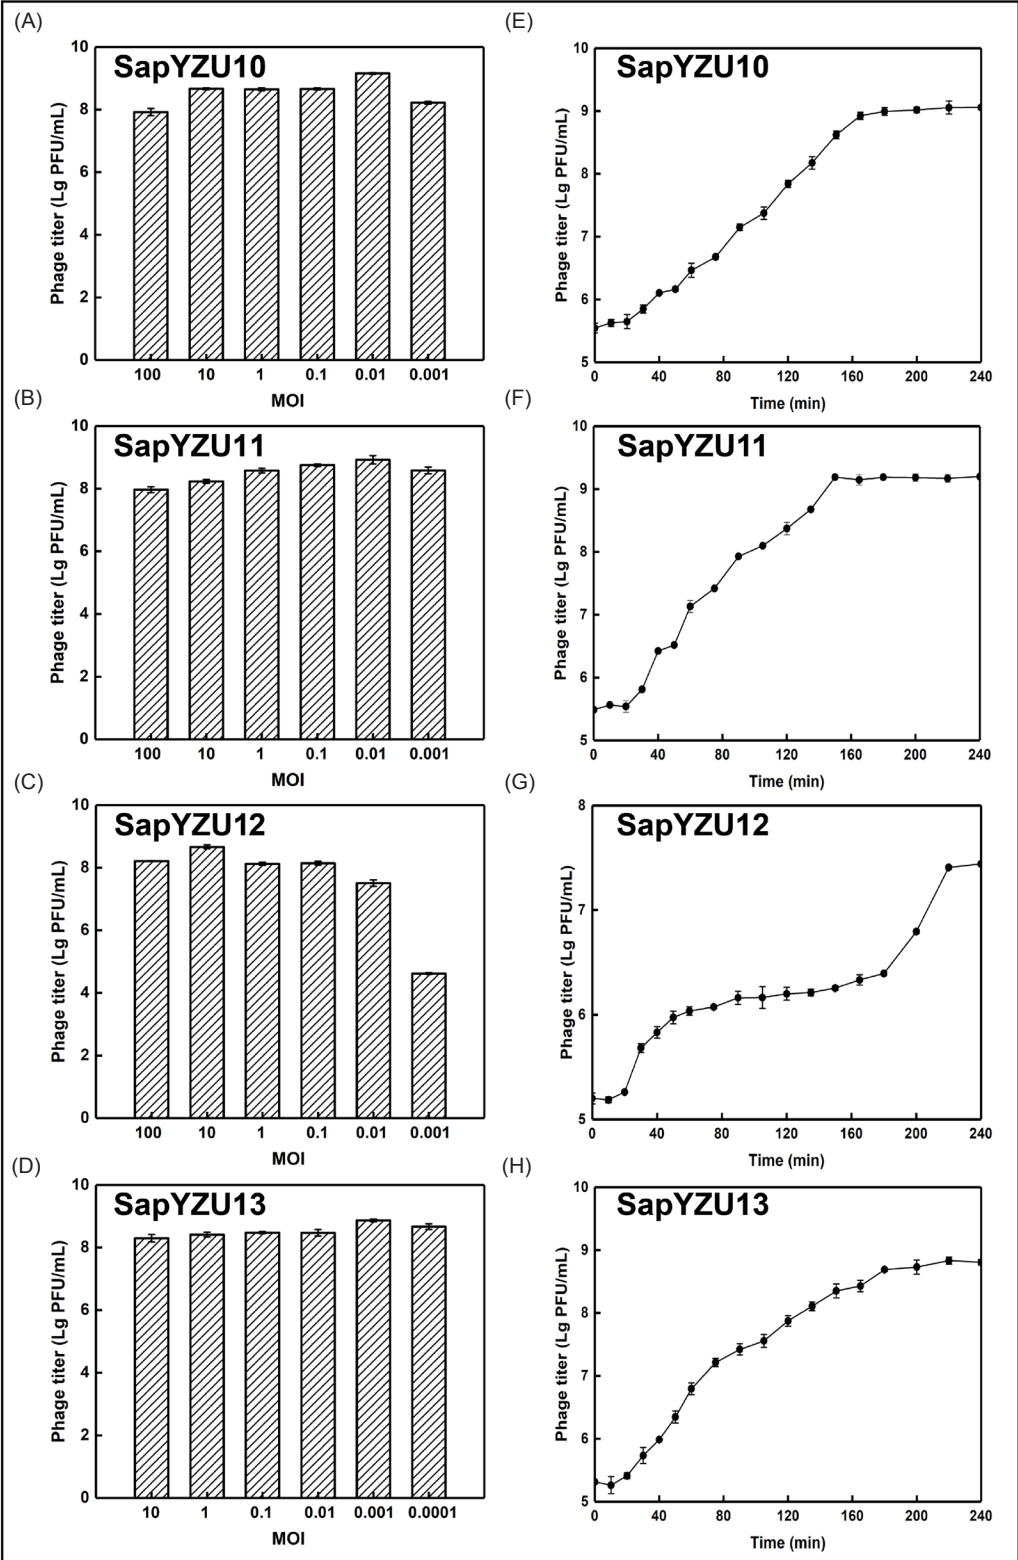 (A)
SapYZU10
Phage titer (Lg PFU/mL)
10
8
6
4
2
0
100 10 1 0.1 0.01 0.001
MOI
(E)
SapYZU10
Phage titer (Lg PFU/mL)
10
9
8
7
6
5
0 40 80 120 160 200 240
Time (min)
(B)
SapYZU11
Phage titer (Lg PFU/mL)
10
8
6
4
2
0
100 10 1 0.1 0.01 0.001
MOI
(F)
SapYZU11
Phage titer (Lg PFU/mL)
10
9
8
7
6
5
0 40 80 120 160 200 240
Time (min)
(C)
SapYZU12
Phage titer (Lg PFU/mL)
10
8
6
4
2
0
100 10 1 0.1 0.01 0.001
MOI
(G)
SapYZU12
Phage titer (Lg PFU/mL)
8
7
6
5
0 40 80 120 160 200 240
Time (min)
(D)
SapYZU13
Phage titer (Lg PFU/mL)
10
8
6
4
2
0
10 1 0.1 0.01 0.001 0.0001
MOI
(H)
SapYZU13
Phage titer (Lg PFU/mL)
10
9
8
7
6
5
0 40 80 120 160 200 240
Time (min)